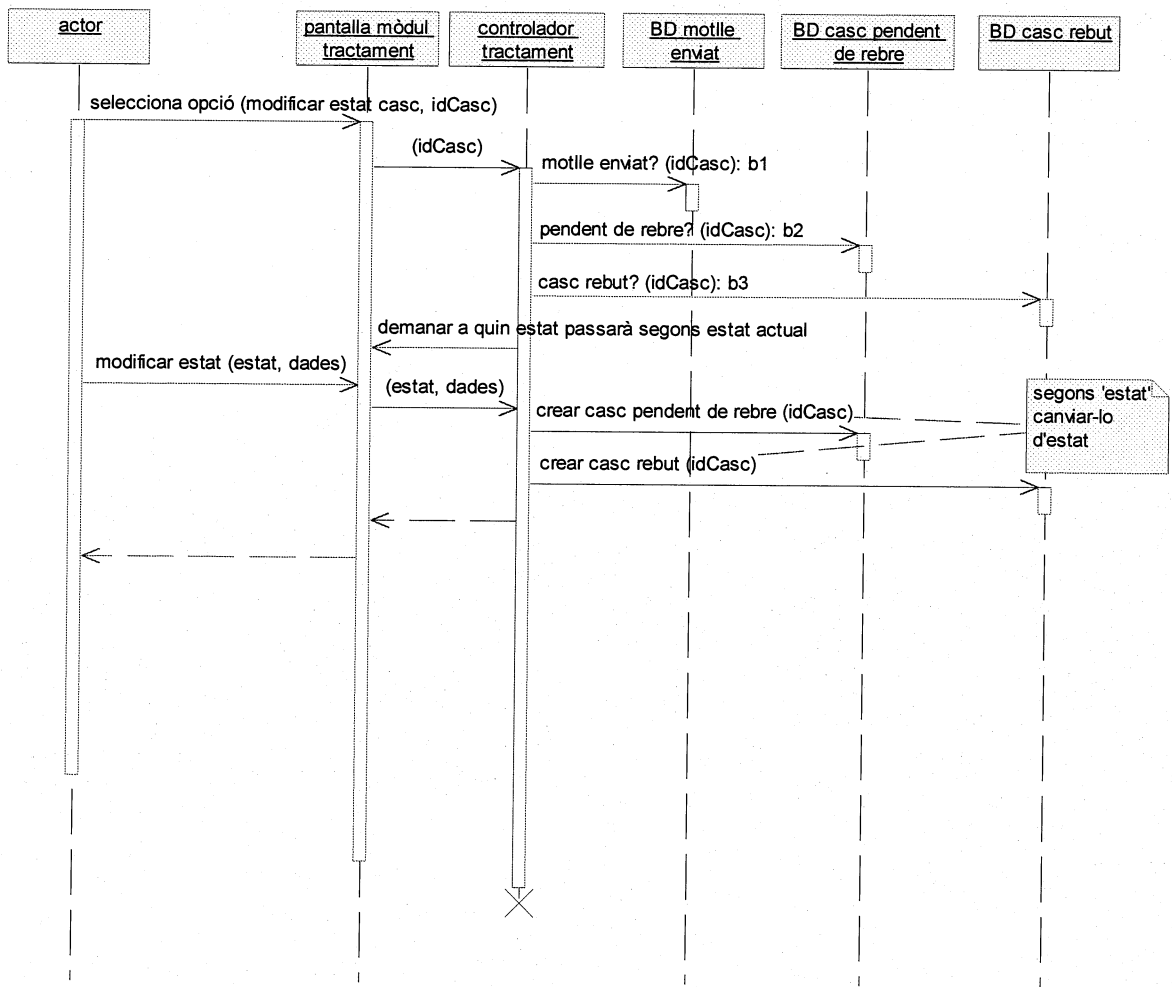 actor
pantalla mòdul
tractament
controlador
tractament
BD motlle
enviat
BD casc pendent
de rebre
BD casc rebut
selecciona opció (modificar estat casc, idCasc)
(idCasc)
motlle enviat? (idCasc): b1
pendent de rebre? (idCasc): b2
casc rebut? (idCasc): b3
demanar a quin estat passarà segons estat actual
modificar estat (estat, dades)
(estat, dades)
segons 'estat'
canviar-lo
d'estat
crear casc pendent de rebre (idCasc)
crear casc rebut (idCasc)